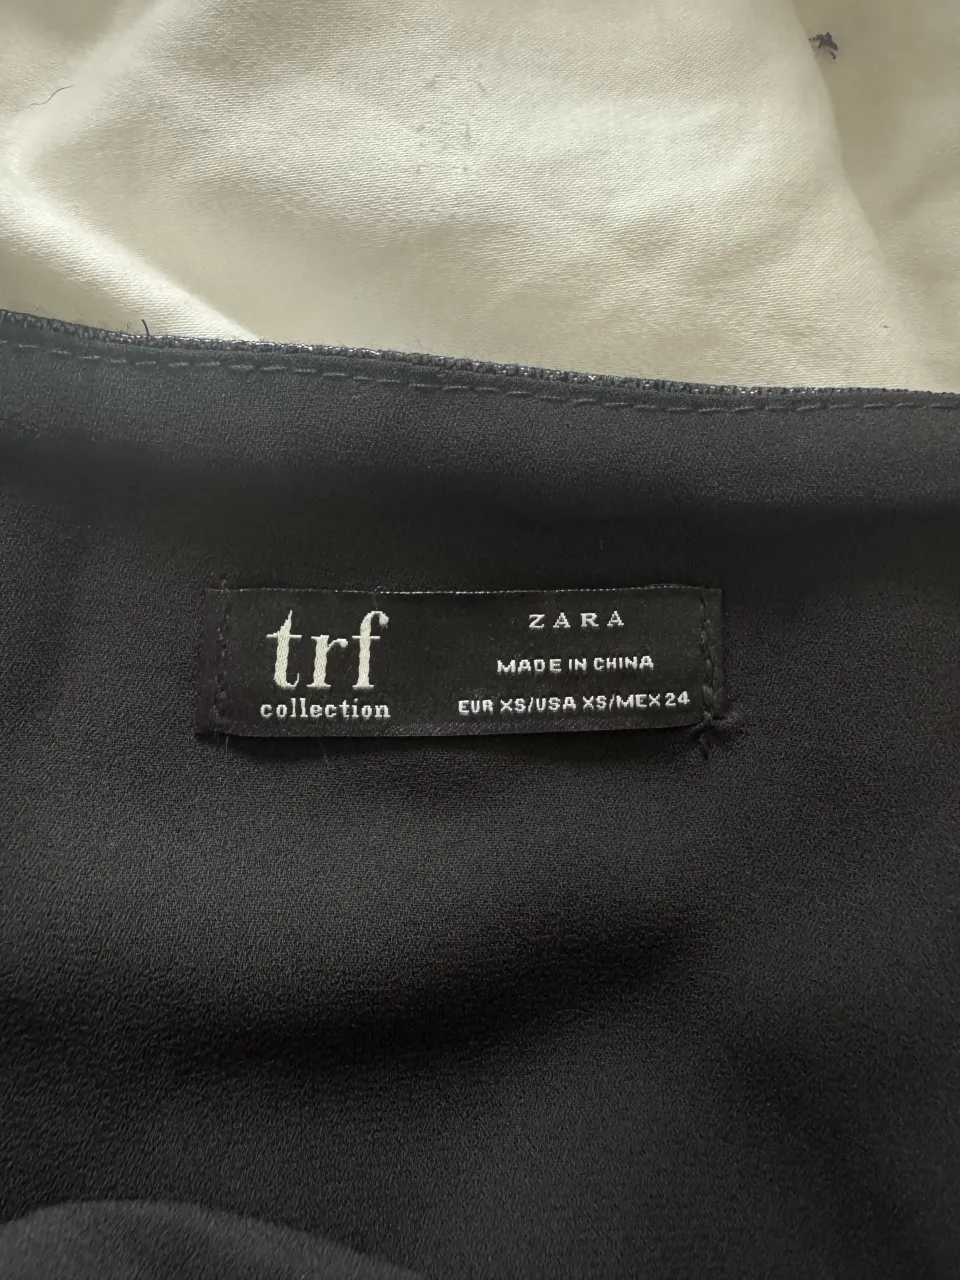 trf
collection
ZARA
MADE IN CHINA
EUR XS/USA XS/MEX 24